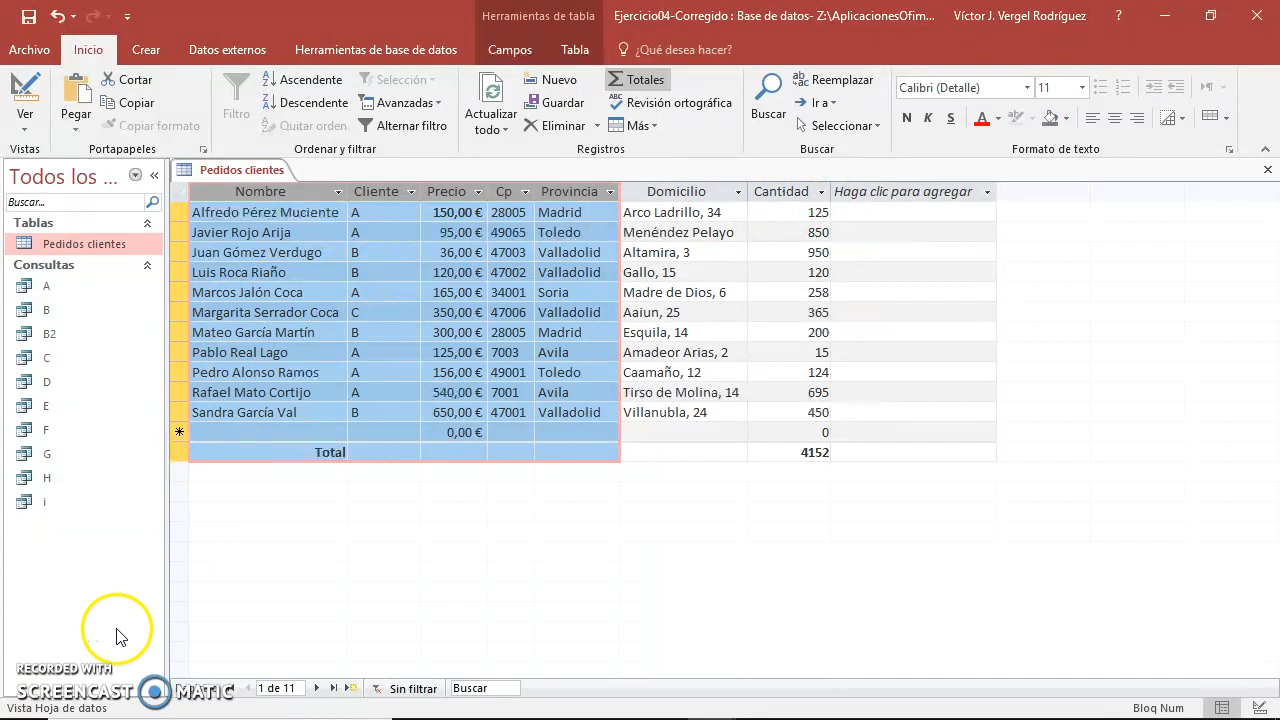 Herramientas de tabla
Ejercicio04-Corregido : Base de datos- Z:\AplicacionesOfim...
Víctor J. Vergel Rodríguez
?
Archivo Inicio Crear Datos externos Herramientas de base de datos Campos Tabla ¿Qué desea hacer?
Ver
Vistas
Pegar
Cortar
Copiar
Copiar formato
Portapapeles
Filtro
Ascendente
Descendente
Quitar orden
Selección
Avanzadas
Alternar filtro
Ordenar y filtrar
Actualizar
todo
Nuevo
Guardar
Eliminar
Totales
Revisión ortográfica
Más
Registros
Buscar
Reemplazar
Ir a
Seleccionar
Buscar
Calibri (Detalle) 11
N K S A
Formato de texto
Todos los ...
Buscar...
Tablas
Pedidos clientes
Consultas
A
B
B2
C
D
E
F
G
H
i
Pedidos clientes
Nombre Cliente Precio Cp Provincia Domicilio Cantidad Haga clic para agregar
Alfredo Pérez Muciente A 150,00 € 28005 Madrid Arco Ladrillo, 34 125
Javier Rojo Arija A 95,00 € 49065 Toledo Menéndez Pelayo 850
Juan Gómez Verdugo B 36,00 € 47003 Valladolid Altamira, 3 950
Luis Roca Riaño B 120,00 € 47002 Valladolid Gallo, 15 120
Marcos Jalón Coca A 165,00 € 34001 Soria Madre de Dios, 6 258
Margarita Serrador Coca C 350,00 € 47006 Valladolid Aaiun, 25 365
Mateo García Martín B 300,00 € 28005 Madrid Esquila, 14 200
Pablo Real Lago A 125,00 € 7003 Avila Amadeor Arias, 2 15
Pedro Alonso Ramos A 156,00 € 49001 Toledo Caamaño, 12 124
Rafael Mato Cortijo A 540,00 € 7001 Avila Tirso de Molina, 14 695
Sandra García Val B 650,00 € 47001 Valladolid Villanubla, 24 450
* 0,00 € 0
Total 4152
1 de 11 Sin filtrar Buscar
RECORDED WITH
SCREENCAST MATIC
Vista Hoja de datos
Bloq Num